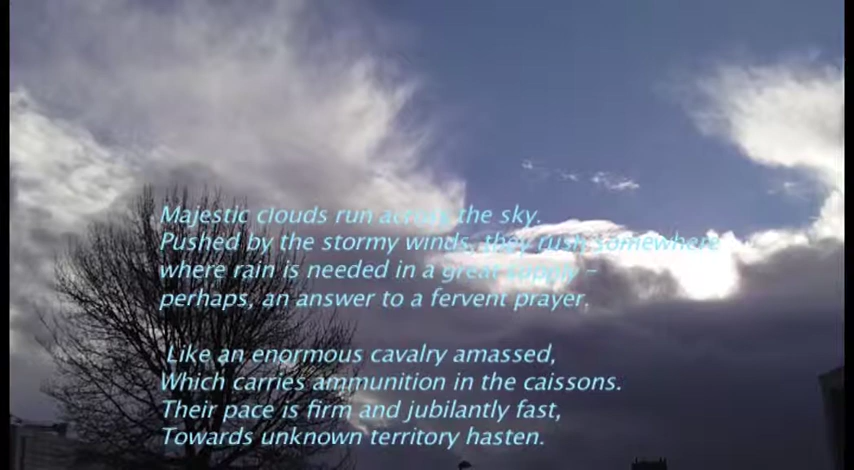 Majestic clouds run across the sky.
Pushed by the stormy winds, they rush somewhere
where rain is needed in a great supply –
perhaps, an answer to a fervent prayer.
Like an enormous cavalry amassed,
Which carries ammunition in the caissons.
Their pace is firm and jubilantly fast,
Towards unknown territory hasten.